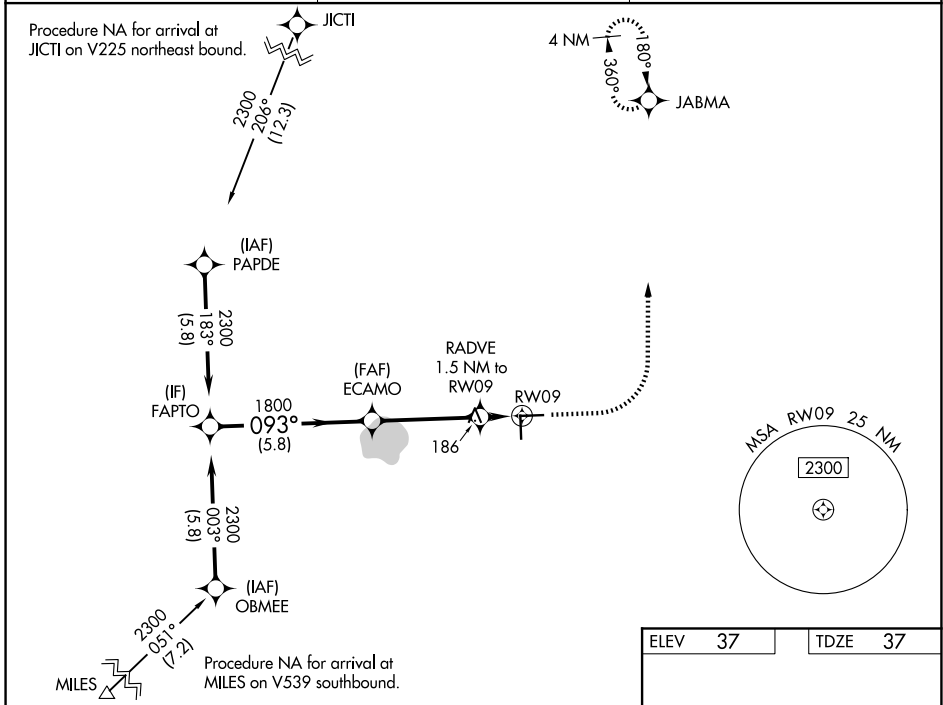 Procedure NA for arrival at
JICTI on V225 northeast bound.
JICTI
2300
206°
(12.3)
4 NM
360°
180°
JABMA
(IAF)
PAPDE
2300
183°
(5.8)
(IF)
FAPTO
1800
093°
(5.8)
(FAF)
ECAMO
RADVE
1.5 NM to
RW09
186
RW09
2300
003°
(5.8)
(IAF)
OBMEE
2300
051°
(7.2)
MILES
Procedure NA for arrival at
MILES on V539 southbound.
MSA RW09 25 NM
2300
ELEV 37
TDZE 37